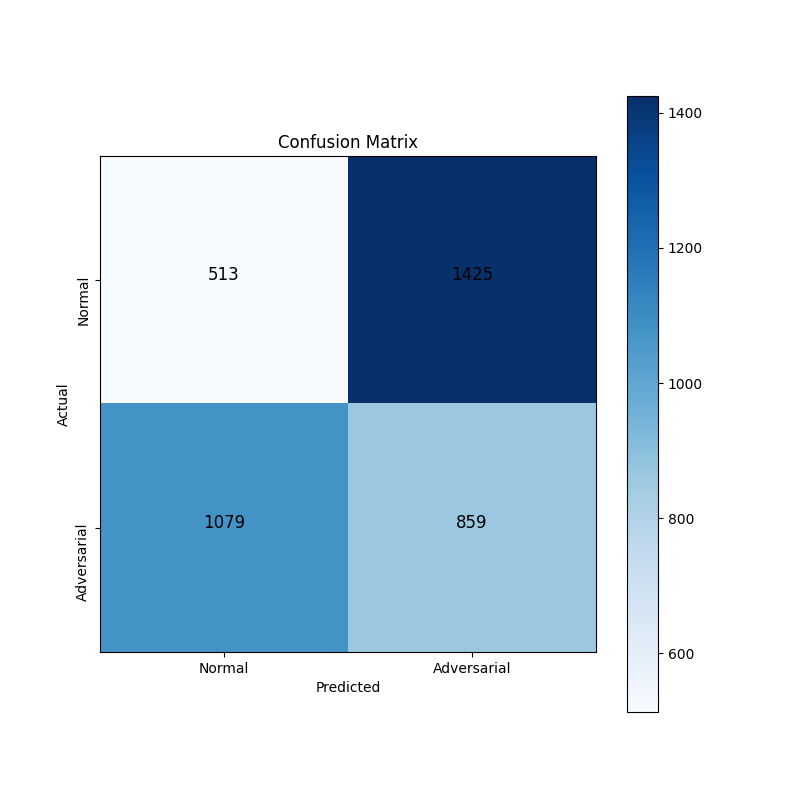 Confusion Matrix
513
1425
1079
859
Normal
Adversarial
Actual
Normal
Adversarial
Predicted
1400
1200
1000
800
600